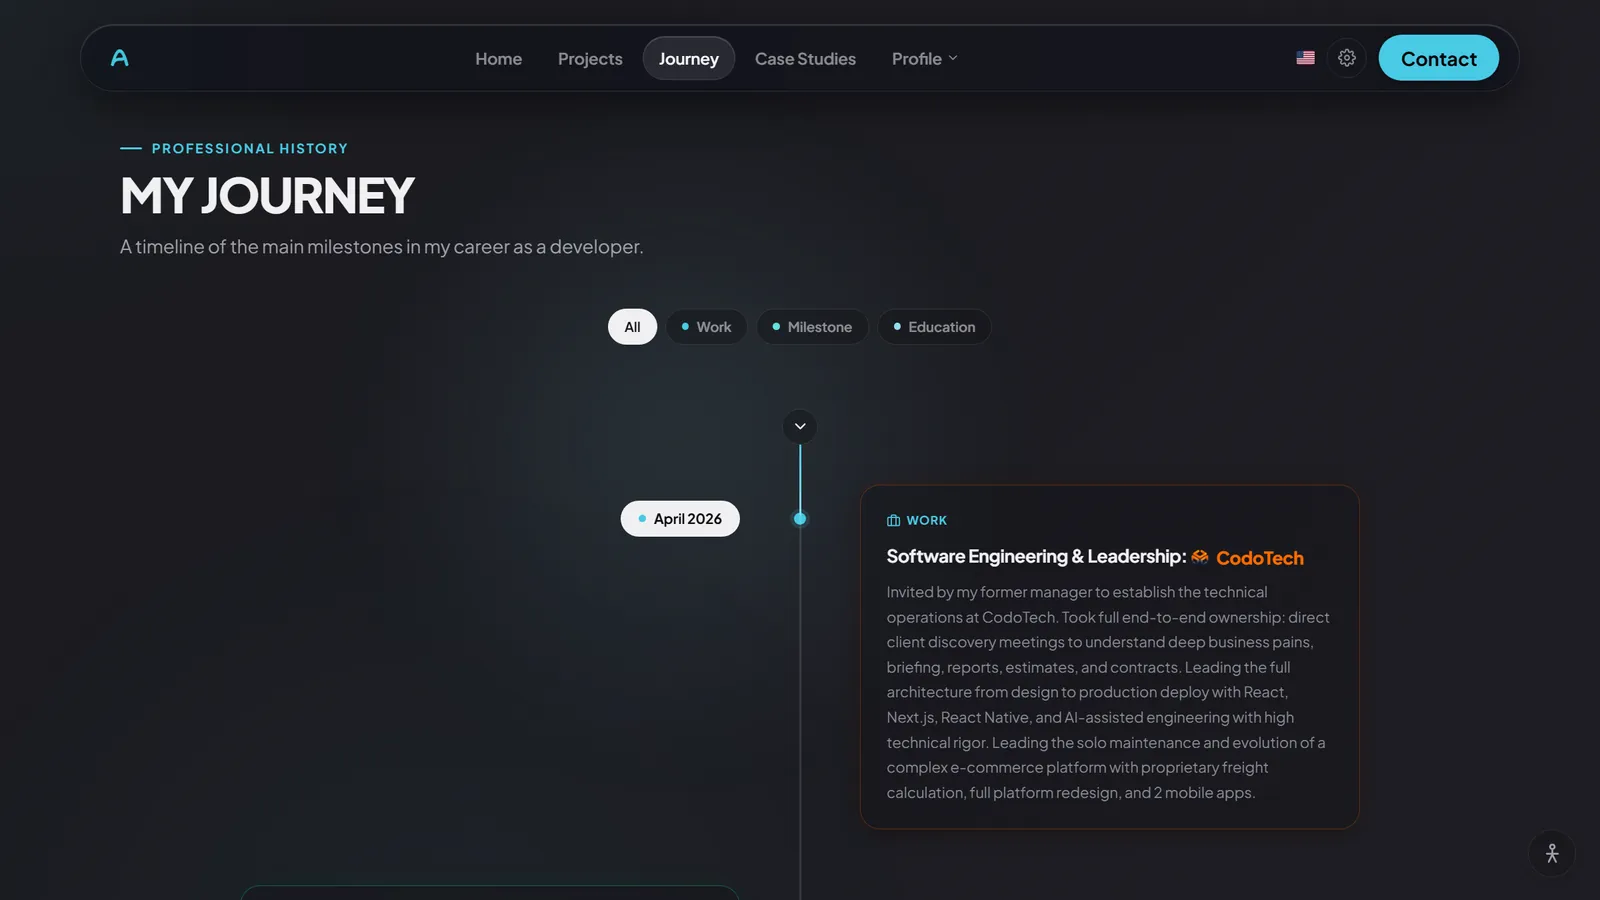 Home Projects Journey Case Studies Profile Contact
PROFESSIONAL HISTORY
MY JOURNEY
A timeline of the main milestones in my career as a developer.
All Work Milestone Education
April 2026
WORK
Software Engineering & Leadership: CodoTech
Invited by my former manager to establish the technical
operations at CodoTech. Took full end-to-end ownership: direct
client discovery meetings to understand deep business pains,
briefing, reports, estimates, and contracts. Leading the full
architecture from design to production deploy with React,
Next.js, React Native, and AI-assisted engineering with high
technical rigor. Leading the solo maintenance and evolution of a
complex e-commerce platform with proprietary freight
calculation, full platform redesign, and 2 mobile apps.